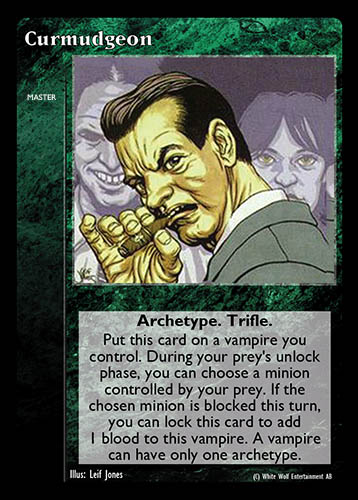 Curmudgeon
MASTER
Archetype. Trifle.
Put this card on a vampire you
control. During your prey's unlock
phase, you can choose a minion
controlled by your prey. If the
chosen minion is blocked this turn,
you can lock this card to add
1 blood to this vampire. A vampire
can have only one archetype.
Illus: Leif Jones
(C) White Wolf Entertainment AB